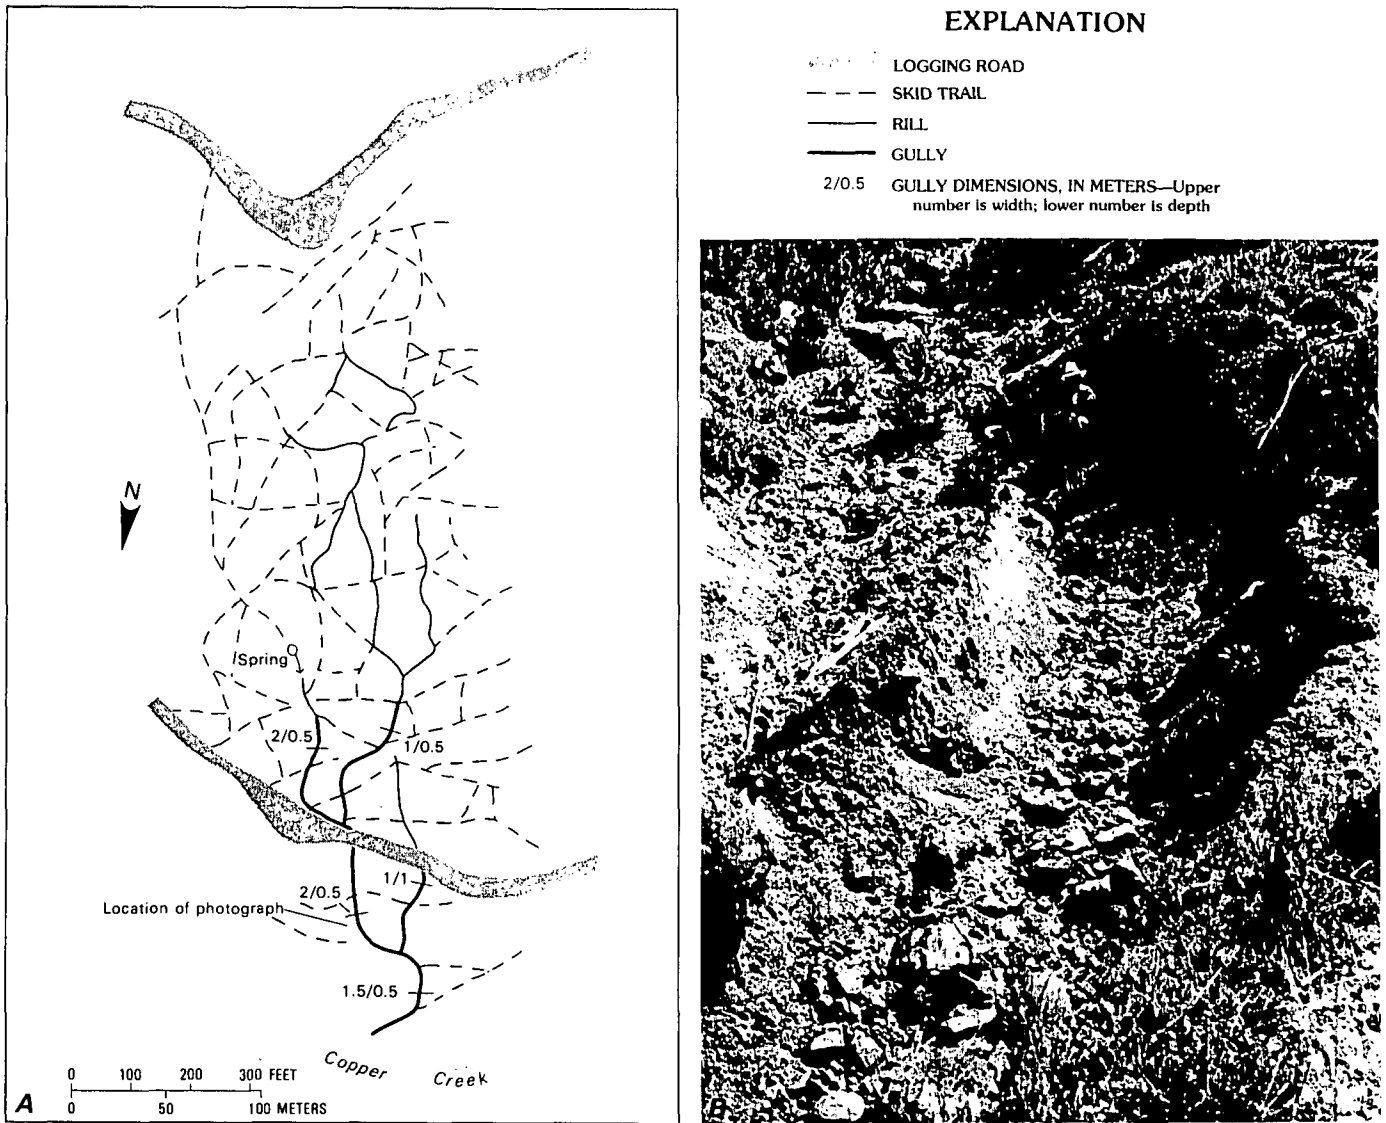 EXPLANATION
LOGGING ROAD
SKID TRAIL
RILL
GULLY
2/0.5 GULLY DIMENSIONS, IN METERS—Upper
number is width; lower number is depth
N
Spring
2/0.5
1/0.5
2/0.5
1/1
Location of photograph
1.5/0.5
Copper Creek
0 100 200 300 FEET
0 50 100 METERS
A
B